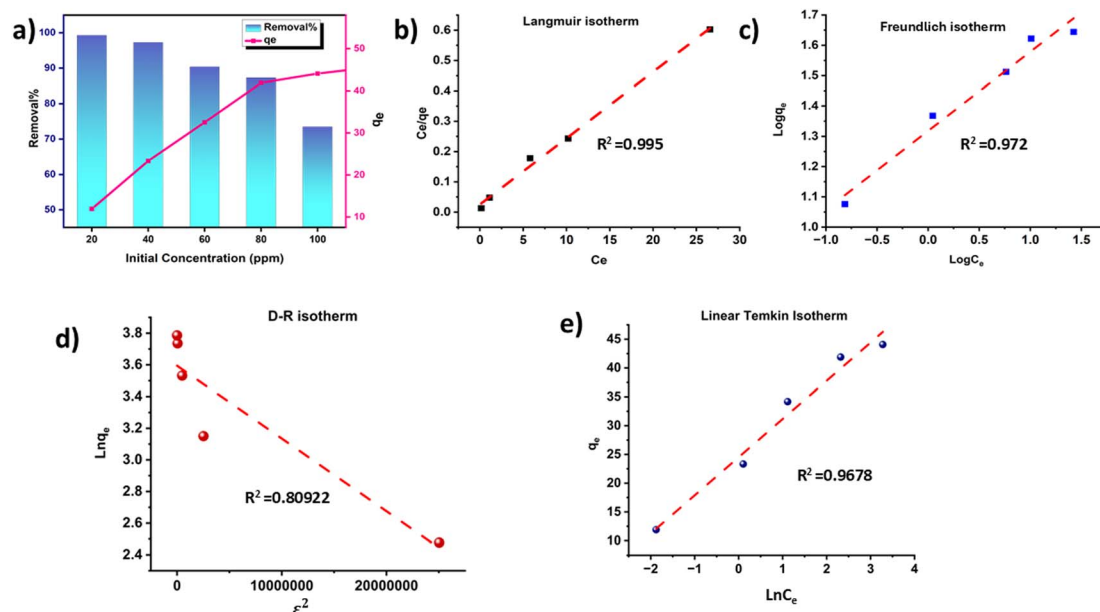 a)
Removal%
qe
100
90
80
70
60
50
Removal%
50
40
30
20
10
qe
20 40 60 80 100
Initial Concentration (ppm)
b)
Langmuir isotherm
0.6
0.5
0.4
0.3
0.2
0.1
0.0
Ce/qe
R2 =0.995
0 5 10 15 20 25 30
Ce
c)
Freundlich isotherm
1.7
1.6
1.5
1.4
1.3
1.2
1.1
1.0
Logqe
R2 =0.972
−1.0 −0.5 0.0 0.5 1.0 1.5
LogCe
d)
D-R isotherm
3.8
3.6
3.4
3.2
3.0
2.8
2.6
2.4
Lnqe
R2 =0.80922
0 10000000 20000000
ε2
e)
Linear Temkin Isotherm
45
40
35
30
25
20
15
10
qe
R2 =0.9678
−2 −1 0 1 2 3 4
LnCe